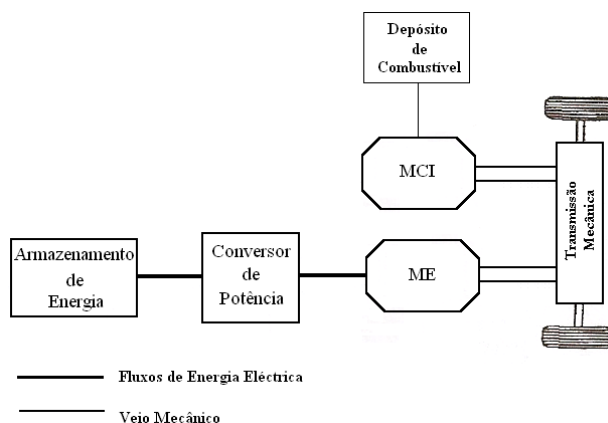 Depósito
de
Combustível
MCI
Transmissão
Mecânica
Armazenamento
de
Energia
Conversor
de
Potência
ME
Fluxos de Energia Eléctrica
Veio Mecânico